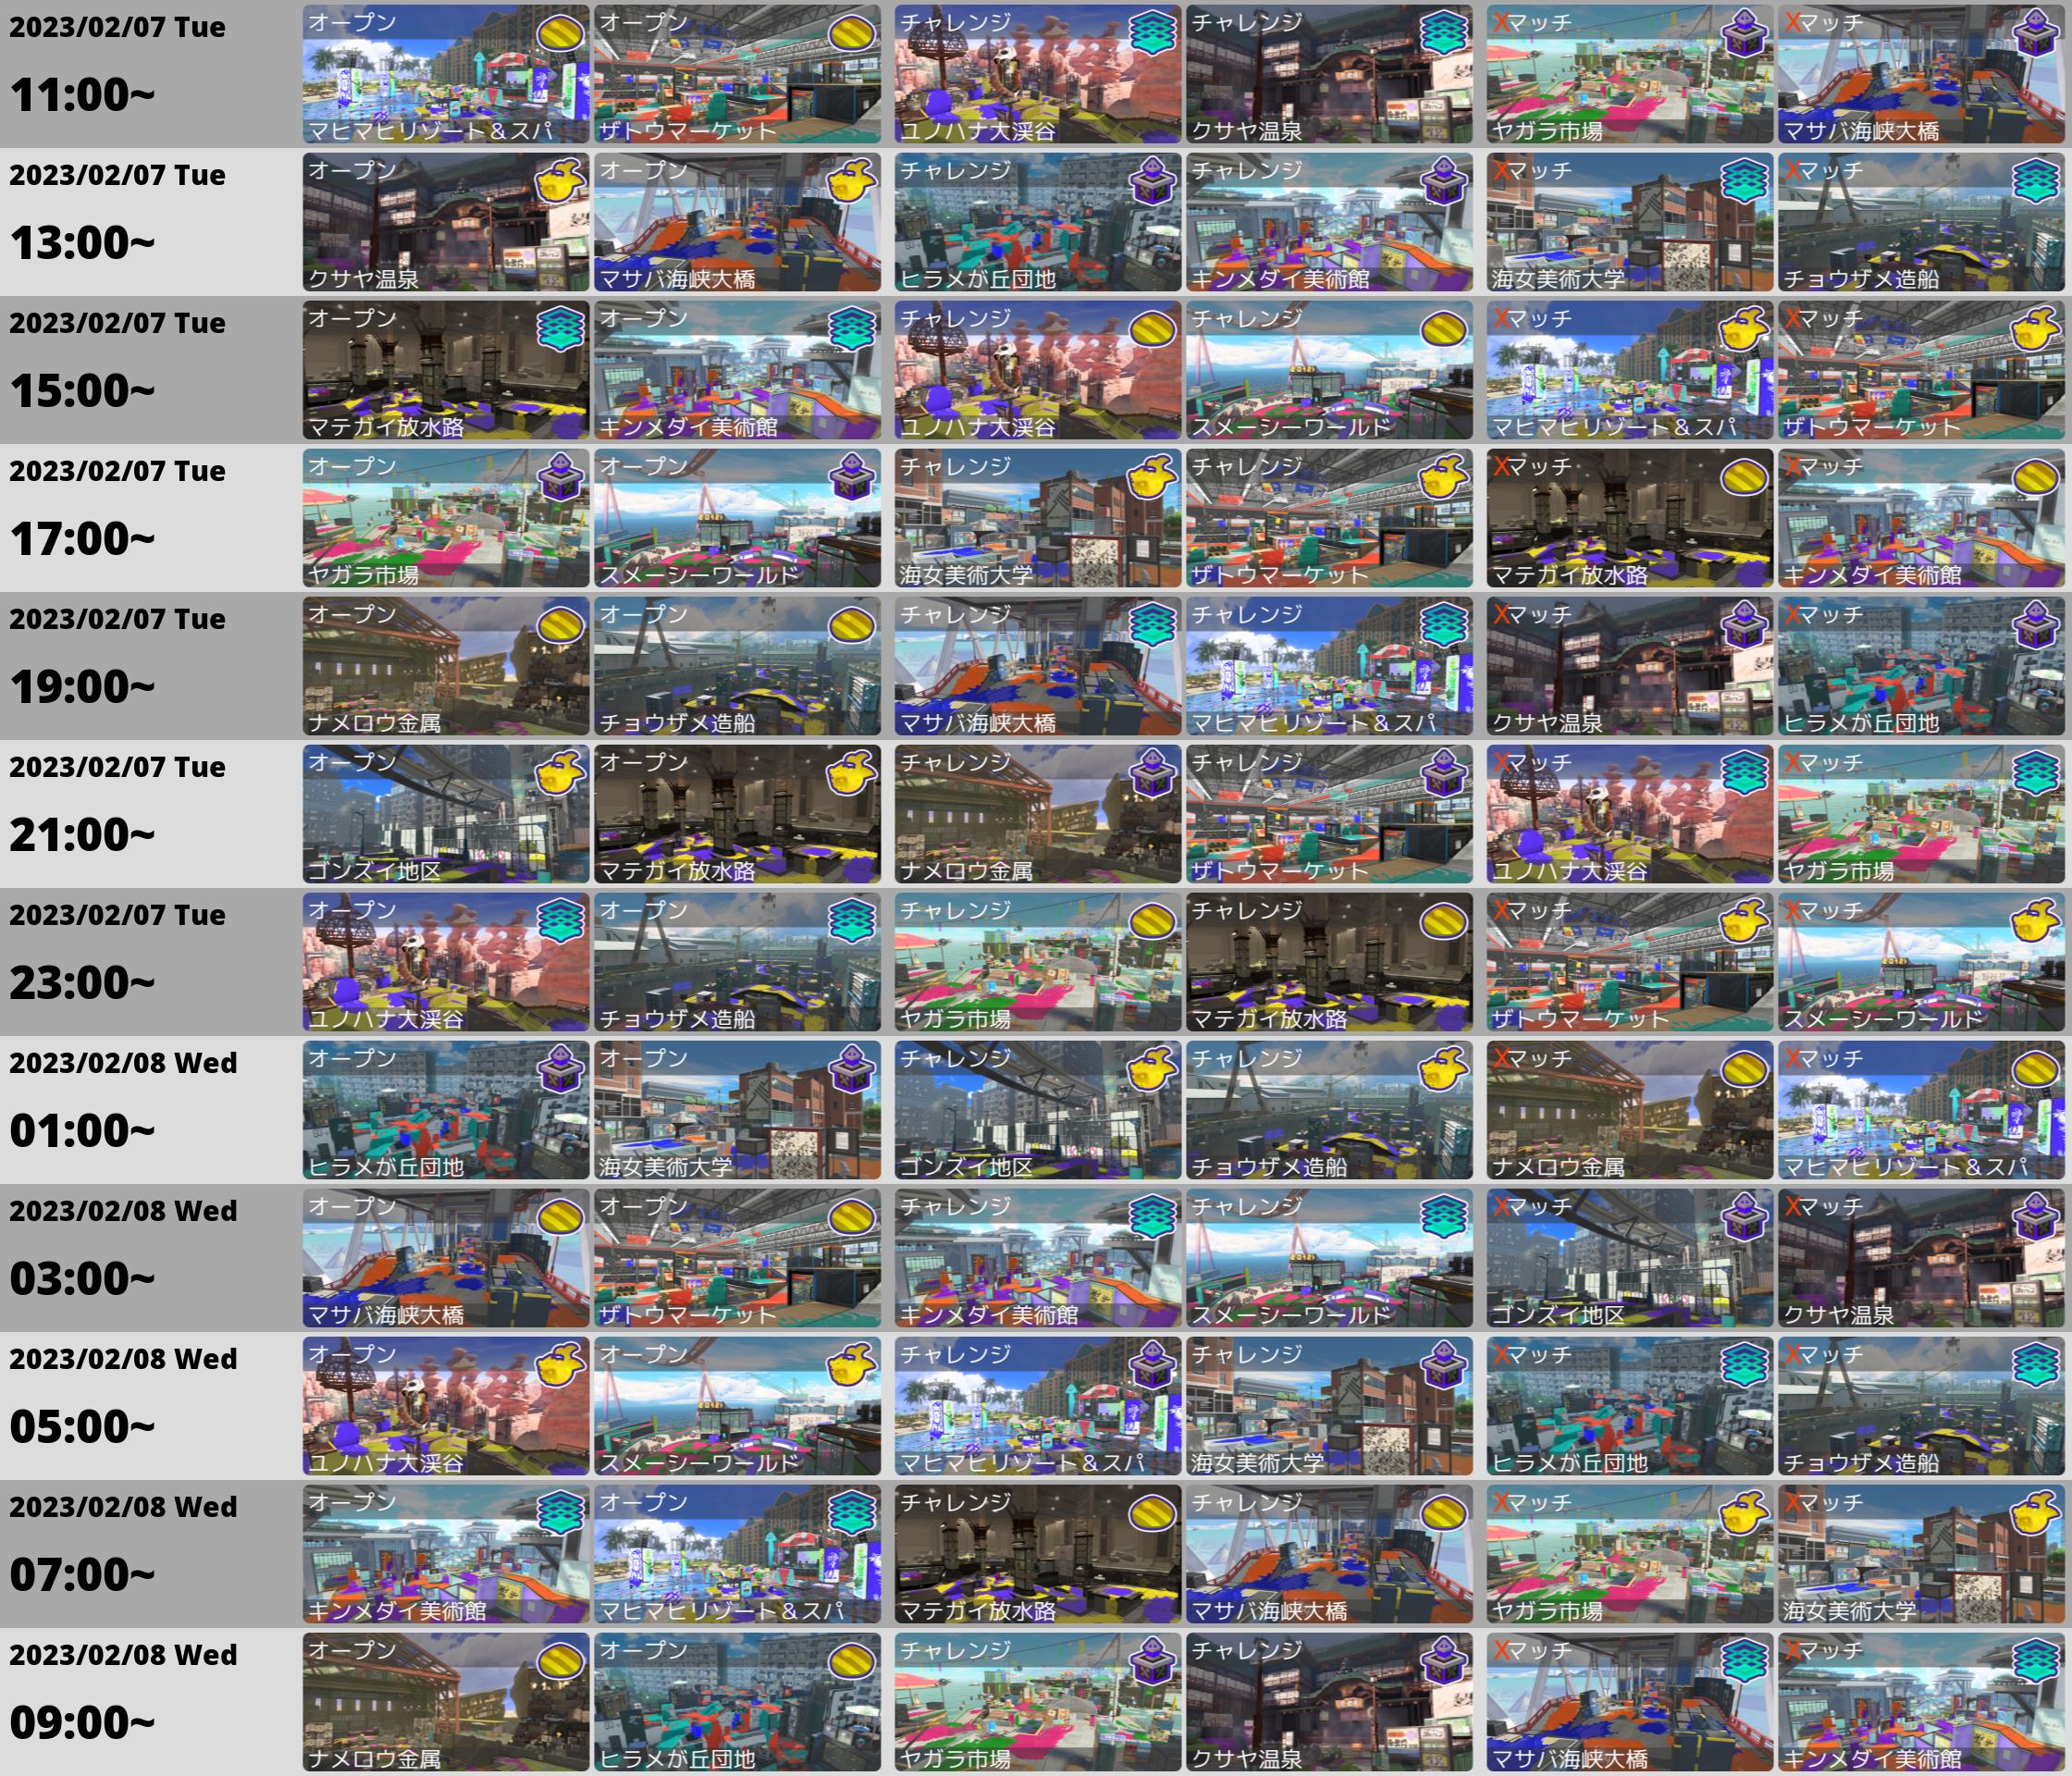 2023/02/07 Tue
11:00~
オープン
オープン
チャレンジ
チャレンジ
Xマッチ
Xマッチ
マヒマヒリゾート＆スパ
ザトウマーケット
ユノハナ大渓谷
クサヤ温泉
ヤガラ市場
マサバ海峡大橋
2023/02/07 Tue
13:00~
オープン
オープン
チャレンジ
チャレンジ
Xマッチ
Xマッチ
クサヤ温泉
マサバ海峡大橋
ヒラメが丘団地
キンメダイ美術館
海女美術大学
チョウザメ造船
2023/02/07 Tue
15:00~
オープン
オープン
チャレンジ
チャレンジ
Xマッチ
Xマッチ
マテガイ放水路
キンメダイ美術館
ユノハナ大渓谷
スメーシーワールド
マヒマヒリゾート＆スパ
ザトウマーケット
2023/02/07 Tue
17:00~
オープン
オープン
チャレンジ
チャレンジ
Xマッチ
Xマッチ
ヤガラ市場
スメーシーワールド
海女美術大学
ザトウマーケット
マテガイ放水路
キンメダイ美術館
2023/02/07 Tue
19:00~
オープン
オープン
チャレンジ
チャレンジ
Xマッチ
Xマッチ
ナメロウ金属
チョウザメ造船
マサバ海峡大橋
マヒマヒリゾート＆スパ
クサヤ温泉
ヒラメが丘団地
2023/02/07 Tue
21:00~
オープン
オープン
チャレンジ
チャレンジ
Xマッチ
Xマッチ
ゴンズイ地区
マテガイ放水路
ナメロウ金属
ザトウマーケット
ユノハナ大渓谷
ヤガラ市場
2023/02/07 Tue
23:00~
オープン
オープン
チャレンジ
チャレンジ
Xマッチ
Xマッチ
ユノハナ大渓谷
チョウザメ造船
ヤガラ市場
マテガイ放水路
ザトウマーケット
スメーシーワールド
2023/02/08 Wed
01:00~
オープン
オープン
チャレンジ
チャレンジ
Xマッチ
Xマッチ
ヒラメが丘団地
海女美術大学
ゴンズイ地区
チョウザメ造船
ナメロウ金属
マヒマヒリゾート＆スパ
2023/02/08 Wed
03:00~
オープン
オープン
チャレンジ
チャレンジ
Xマッチ
Xマッチ
マサバ海峡大橋
ザトウマーケット
キンメダイ美術館
スメーシーワールド
ゴンズイ地区
クサヤ温泉
2023/02/08 Wed
05:00~
オープン
オープン
チャレンジ
チャレンジ
Xマッチ
Xマッチ
ユノハナ大渓谷
スメーシーワールド
マヒマヒリゾート＆スパ
海女美術大学
ヒラメが丘団地
チョウザメ造船
2023/02/08 Wed
07:00~
オープン
オープン
チャレンジ
チャレンジ
Xマッチ
Xマッチ
キンメダイ美術館
マヒマヒリゾート＆スパ
マテガイ放水路
マサバ海峡大橋
ヤガラ市場
海女美術大学
2023/02/08 Wed
09:00~
オープン
オープン
チャレンジ
チャレンジ
Xマッチ
Xマッチ
ナメロウ金属
ヒラメが丘団地
ヤガラ市場
クサヤ温泉
マサバ海峡大橋
キンメダイ美術館